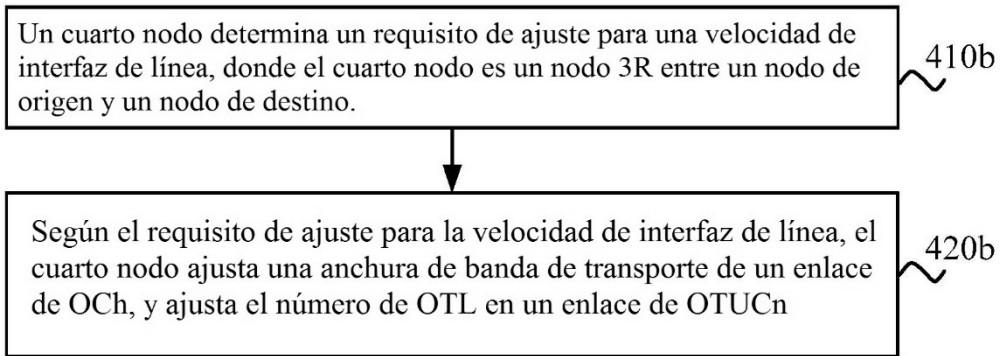 Un cuarto nodo determina un requisito de ajuste para una velocidad de
interfaz de línea, donde el cuarto nodo es un nodo 3R entre un nodo de
origen y un nodo de destino.
410b
Según el requisito de ajuste para la velocidad de interfaz de línea, el
cuarto nodo ajusta una anchura de banda de transporte de un enlace
de OCh, y ajusta el número de OTL en un enlace de OTUCn
420b